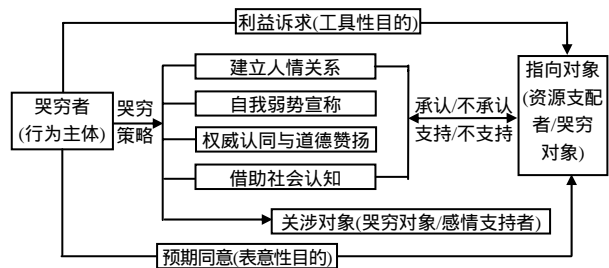 利益诉求(工具性目的)
哭穷者
(行为主体)
哭穷
策略
建立人情关系
自我弱势宣称
权威认同与道德赞扬
借助社会认知
关涉对象(哭穷对象/感情支持者)
承认/不承认
支持/不支持
指向对象
(资源支配
者/哭穷
对象)
预期同意(表意性目的)